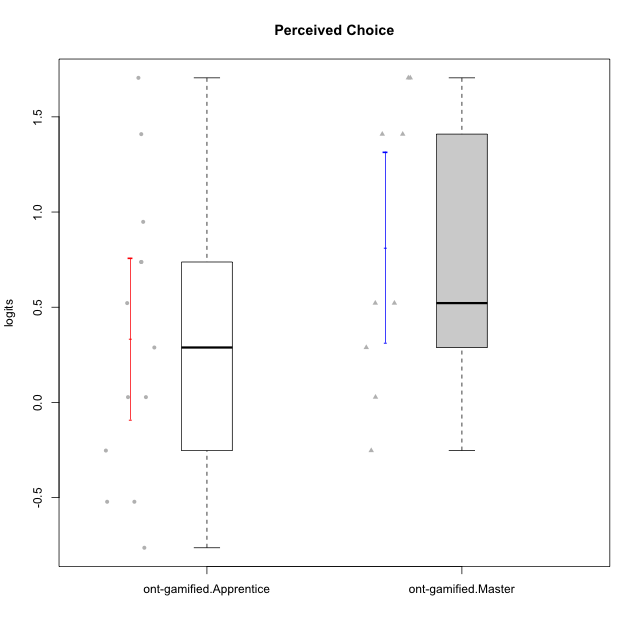 Perceived Choice
logits
1.5
1.0
0.5
0.0
-0.5
ont-gamified.Apprentice
ont-gamified.Master